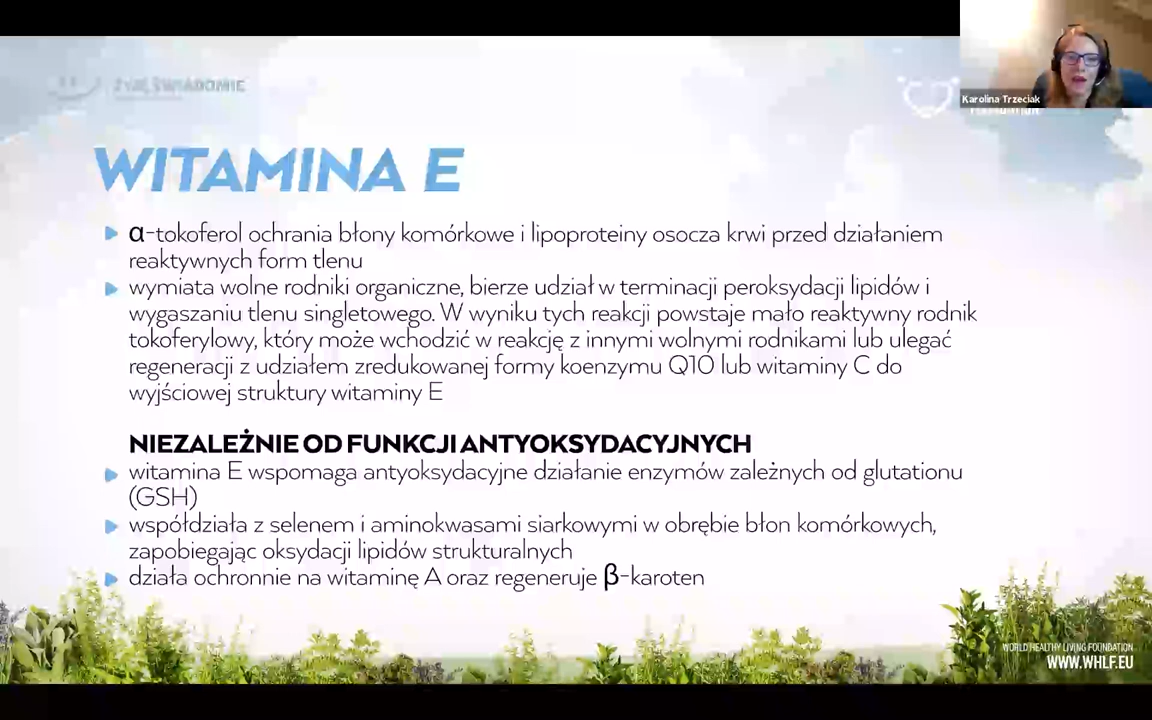 ŻYJĘ ŚWIADOMIE
Karolina Trzeciak
WITAMINA E
α-tokoferol ochrania błony komórkowe i lipoproteiny osocza krwi przed działaniem
reaktywnych form tlenu
wymiata wolne rodniki organiczne, bierze udział w terminacji peroksydacji lipidów i
wygaszaniu tlenu singletowego. W wyniku tych reakcji powstaje mało reaktywny rodnik
tokoferylowy, który może wchodzić w reakcję z innymi wolnymi rodnikami lub ulegać
regeneracji z udziałem zredukowanej formy koenzymu Q10 lub witaminy C do
wyjściowej struktury witaminy E
NIEZALEŻNIE OD FUNKCJI ANTYOKSYDACYJNYCH
witamina E wspomaga antyoksydacyjne działanie enzymów zależnych od glutationu
(GSH)
współdziała z selenem i aminokwasami siarkowymi w obrębie błon komórkowych,
zapobiegając oksydacji lipidów strukturalnych
działa ochronnie na witaminę A oraz regeneruje β-karoten
WORLD HEALTHY LIVING FOUNDATION
WWW.WHLF.EU